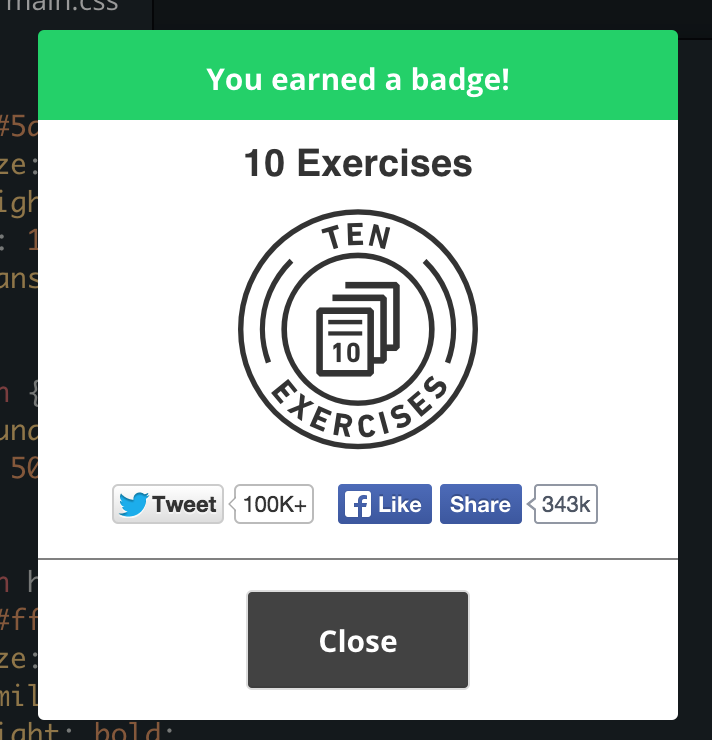 main.css
You earned a badge!
10 Exercises
TEN
10
EXERCISES
Tweet 100K+ Like Share 343k
Close
#5
ze:
igh
: 1
ans
{
und
50
h
#ff
ze:
mil
ight: bold;